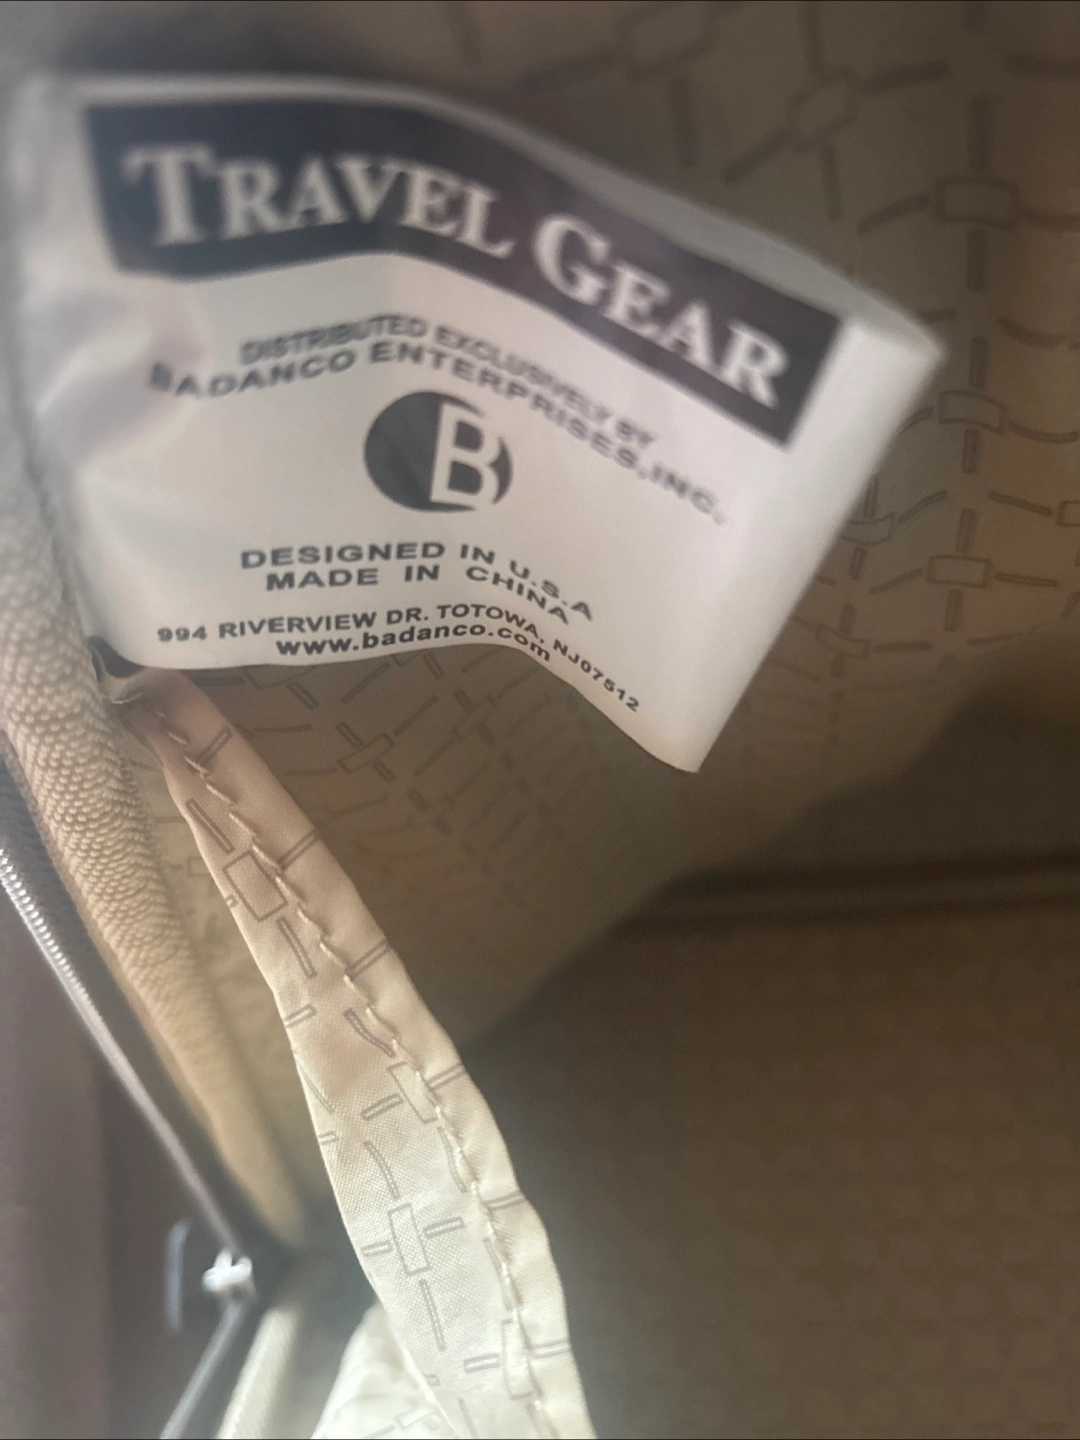 TRAVEL GEAR
DISTRIBUTED EXCLUSIVELY BY
BADANCO ENTERPRISES,INC.
B
DESIGNED IN U.S.A
MADE IN CHINA
994 RIVERVIEW DR. TOTOWA, NJ07512
www.badanco.com